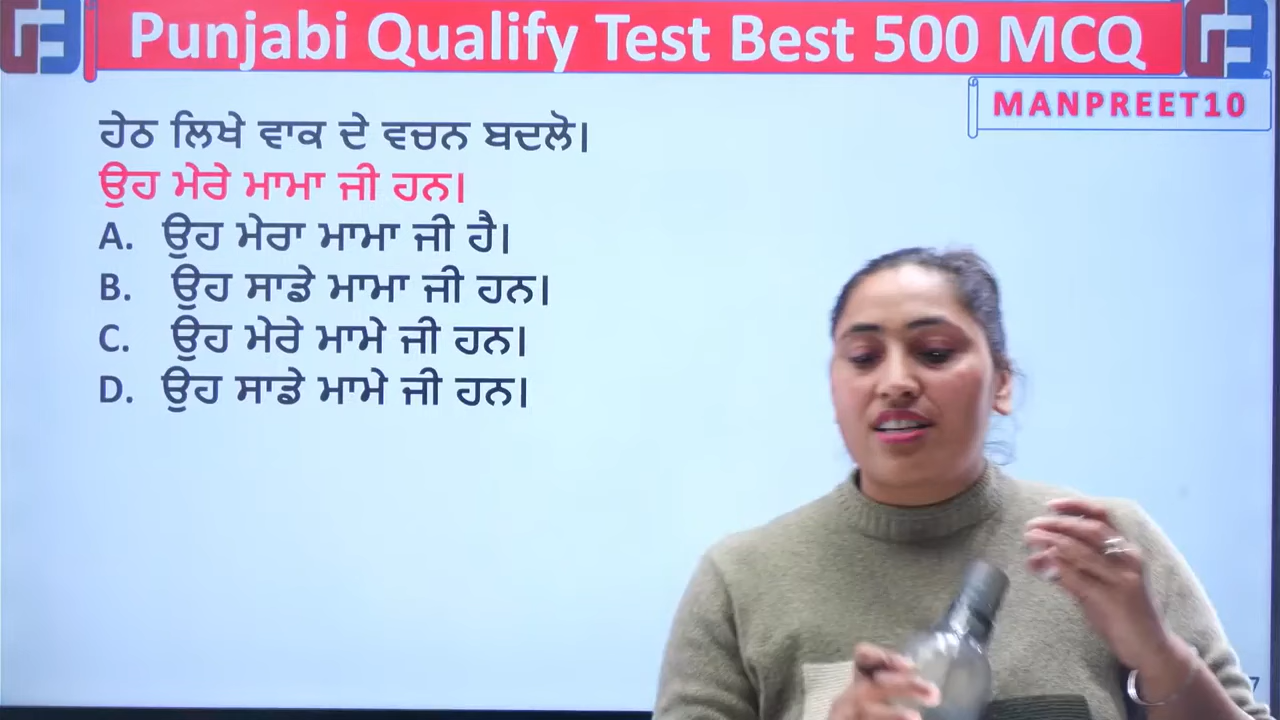 Punjabi Qualify Test Best 500 MCQ
MANPREET10
ਹੇਠ ਲਿਖੇ ਵਾਕ ਦੇ ਵਚਨ ਬਦਲੋ।
ਉਹ ਮੇਰੇ ਮਾਮਾ ਜੀ ਹਨ।
A. ਉਹ ਮੇਰਾ ਮਾਮਾ ਜੀ ਹੈ।
B. ਉਹ ਸਾਡੇ ਮਾਮਾ ਜੀ ਹਨ।
C. ਉਹ ਮੇਰੇ ਮਾਮੇ ਜੀ ਹਨ।
D. ਉਹ ਸਾਡੇ ਮਾਮੇ ਜੀ ਹਨ।